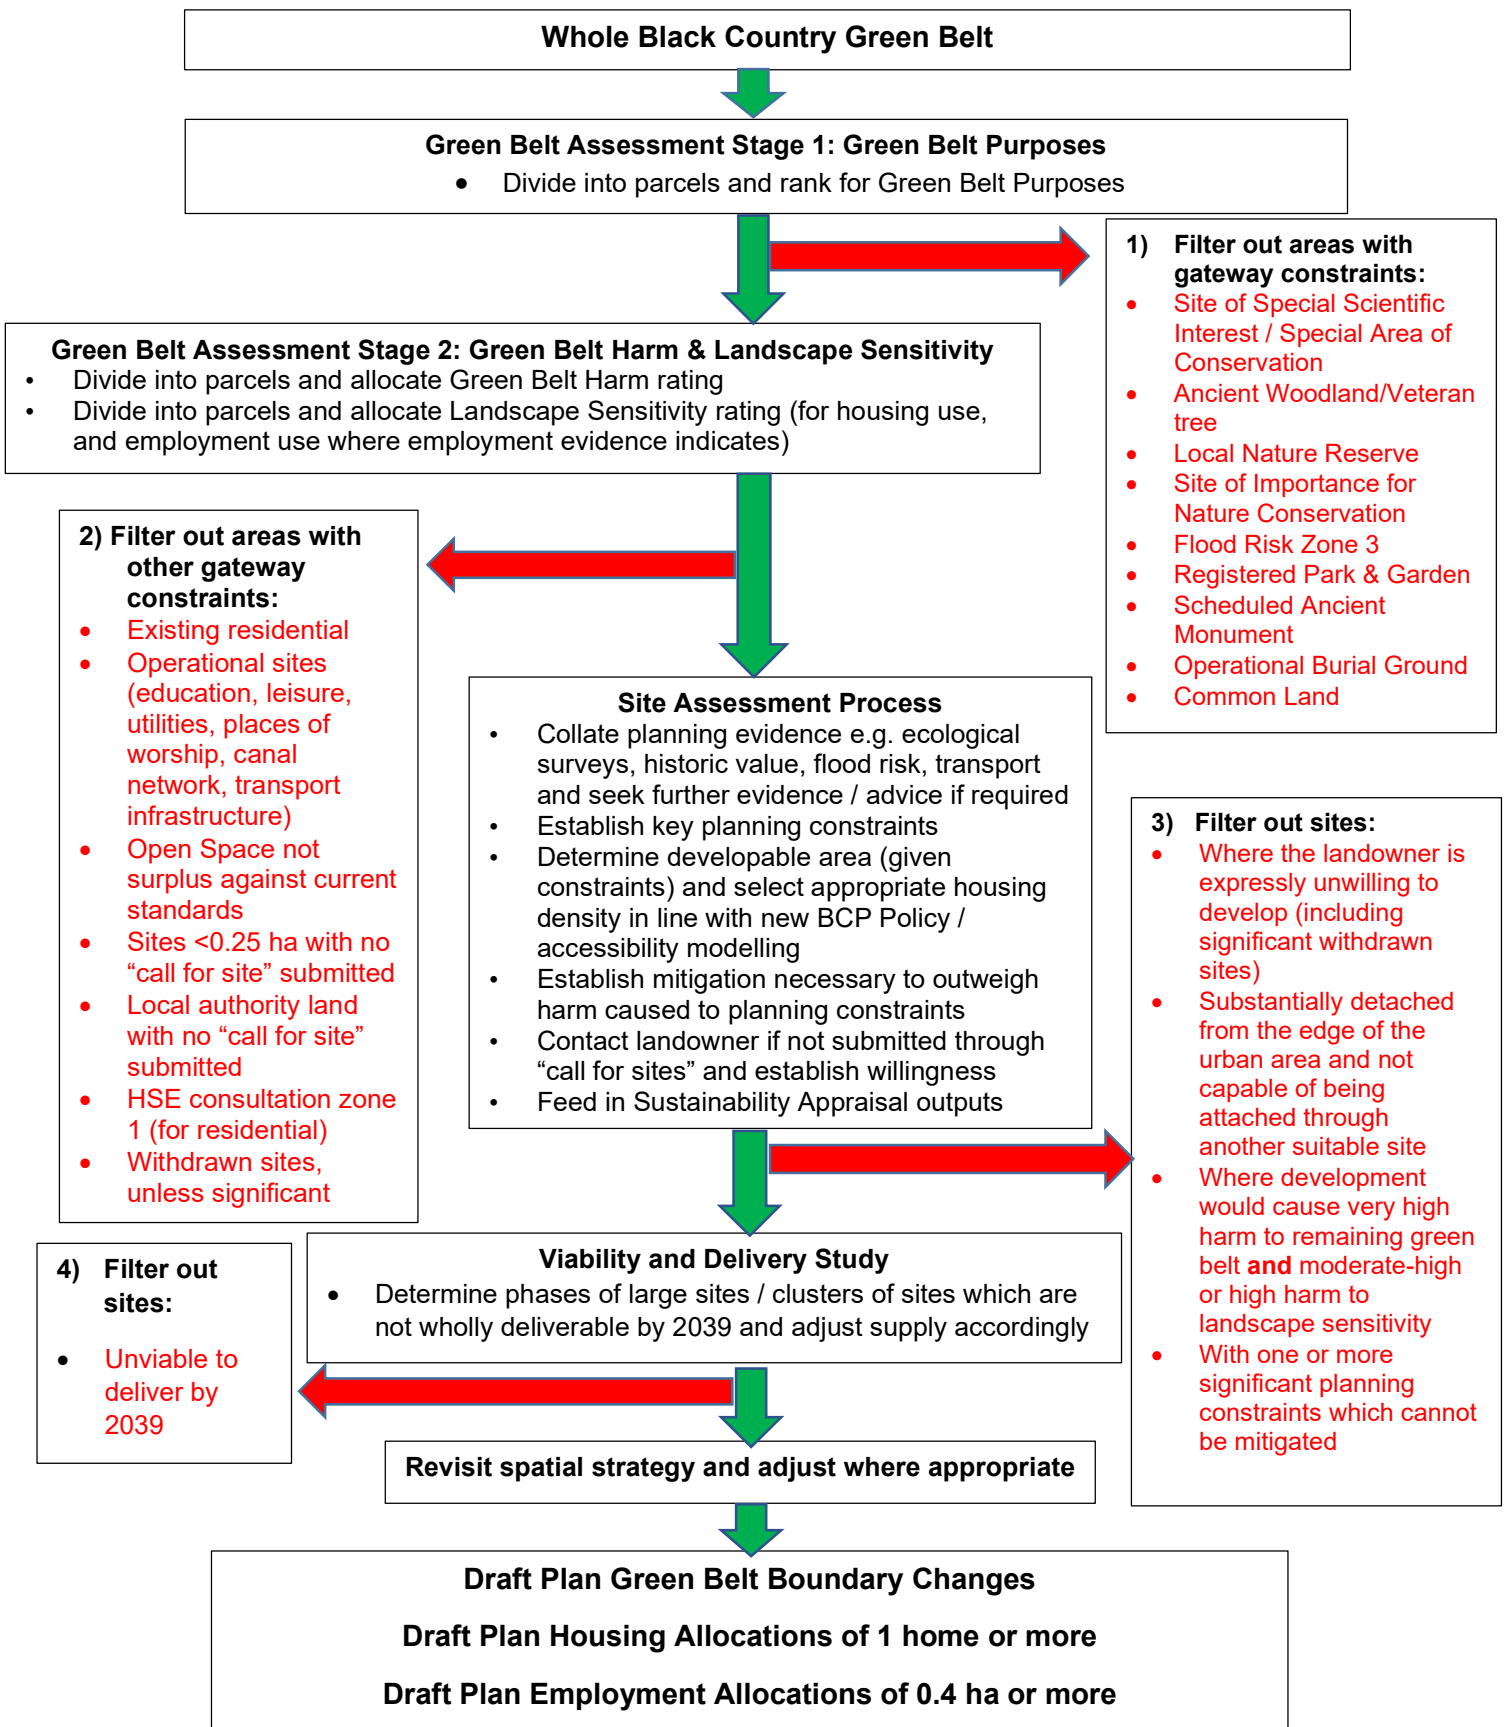 Whole Black Country Green Belt
Green Belt Assessment Stage 1: Green Belt Purposes
• Divide into parcels and rank for Green Belt Purposes
1) Filter out areas with
gateway constraints:
• Site of Special Scientific
Interest / Special Area of
Conservation
• Ancient Woodland/Veteran
tree
• Local Nature Reserve
• Site of Importance for
Nature Conservation
• Flood Risk Zone 3
• Registered Park & Garden
• Scheduled Ancient
Monument
• Operational Burial Ground
• Common Land
Green Belt Assessment Stage 2: Green Belt Harm & Landscape Sensitivity
• Divide into parcels and allocate Green Belt Harm rating
• Divide into parcels and allocate Landscape Sensitivity rating (for housing use,
and employment use where employment evidence indicates)
2) Filter out areas with
other gateway
constraints:
• Existing residential
• Operational sites
(education, leisure,
utilities, places of
worship, canal
network, transport
infrastructure)
• Open Space not
surplus against current
standards
• Sites <0.25 ha with no
“call for site” submitted
• Local authority land
with no “call for site”
submitted
• HSE consultation zone
1 (for residential)
• Withdrawn sites,
unless significant
Site Assessment Process
• Collate planning evidence e.g. ecological
surveys, historic value, flood risk, transport
and seek further evidence / advice if required
• Establish key planning constraints
• Determine developable area (given
constraints) and select appropriate housing
density in line with new BCP Policy /
accessibility modelling
• Establish mitigation necessary to outweigh
harm caused to planning constraints
• Contact landowner if not submitted through
“call for sites” and establish willingness
• Feed in Sustainability Appraisal outputs
3) Filter out sites:
• Where the landowner is
expressly unwilling to
develop (including
significant withdrawn
sites)
• Substantially detached
from the edge of the
urban area and not
capable of being
attached through
another suitable site
• Where development
would cause very high
harm to remaining green
belt and moderate-high
or high harm to
landscape sensitivity
• With one or more
significant planning
constraints which cannot
be mitigated
Viability and Delivery Study
• Determine phases of large sites / clusters of sites which are
not wholly deliverable by 2039 and adjust supply accordingly
4) Filter out
sites:
• Unviable to
deliver by
2039
Revisit spatial strategy and adjust where appropriate
Draft Plan Green Belt Boundary Changes
Draft Plan Housing Allocations of 1 home or more
Draft Plan Employment Allocations of 0.4 ha or more